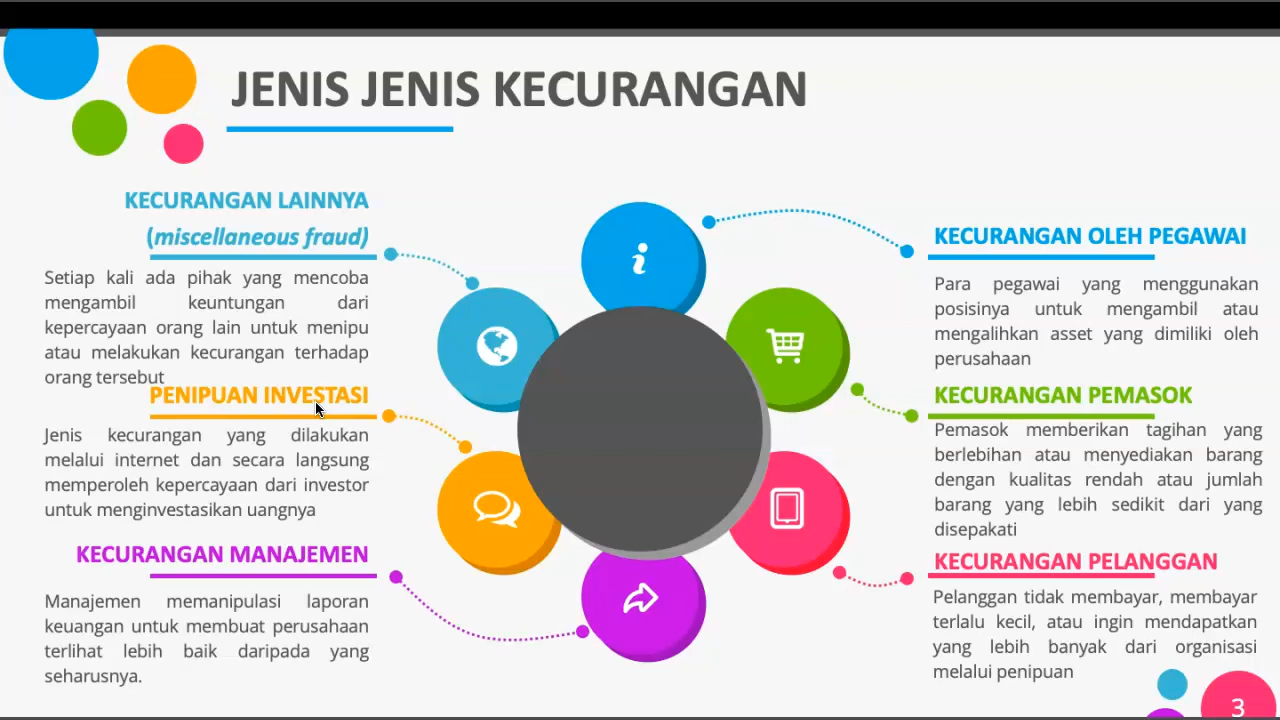 JENIS JENIS KECURANGAN
KECURANGAN LAINNYA
(miscellaneous fraud)
Setiap kali ada pihak yang mencoba
mengambil keuntungan dari
kepercayaan orang lain untuk menipu
atau melakukan kecurangan terhadap
orang tersebut
PENIPUAN INVESTASI
Jenis kecurangan yang dilakukan
melalui internet dan secara langsung
memperoleh kepercayaan dari investor
untuk menginvestasikan uangnya
KECURANGAN MANAJEMEN
Manajemen memanipulasi laporan
keuangan untuk membuat perusahaan
terlihat lebih baik daripada yang
seharusnya.
KECURANGAN OLEH PEGAWAI
Para pegawai yang menggunakan
posisinya untuk mengambil atau
mengalihkan asset yang dimiliki oleh
perusahaan
KECURANGAN PEMASOK
Pemasok memberikan tagihan yang
berlebihan atau menyediakan barang
dengan kualitas rendah atau jumlah
barang yang lebih sedikit dari yang
disepakati
KECURANGAN PELANGGAN
Pelanggan tidak membayar, membayar
terlalu kecil, atau ingin mendapatkan
yang lebih banyak dari organisasi
melalui penipuan
3